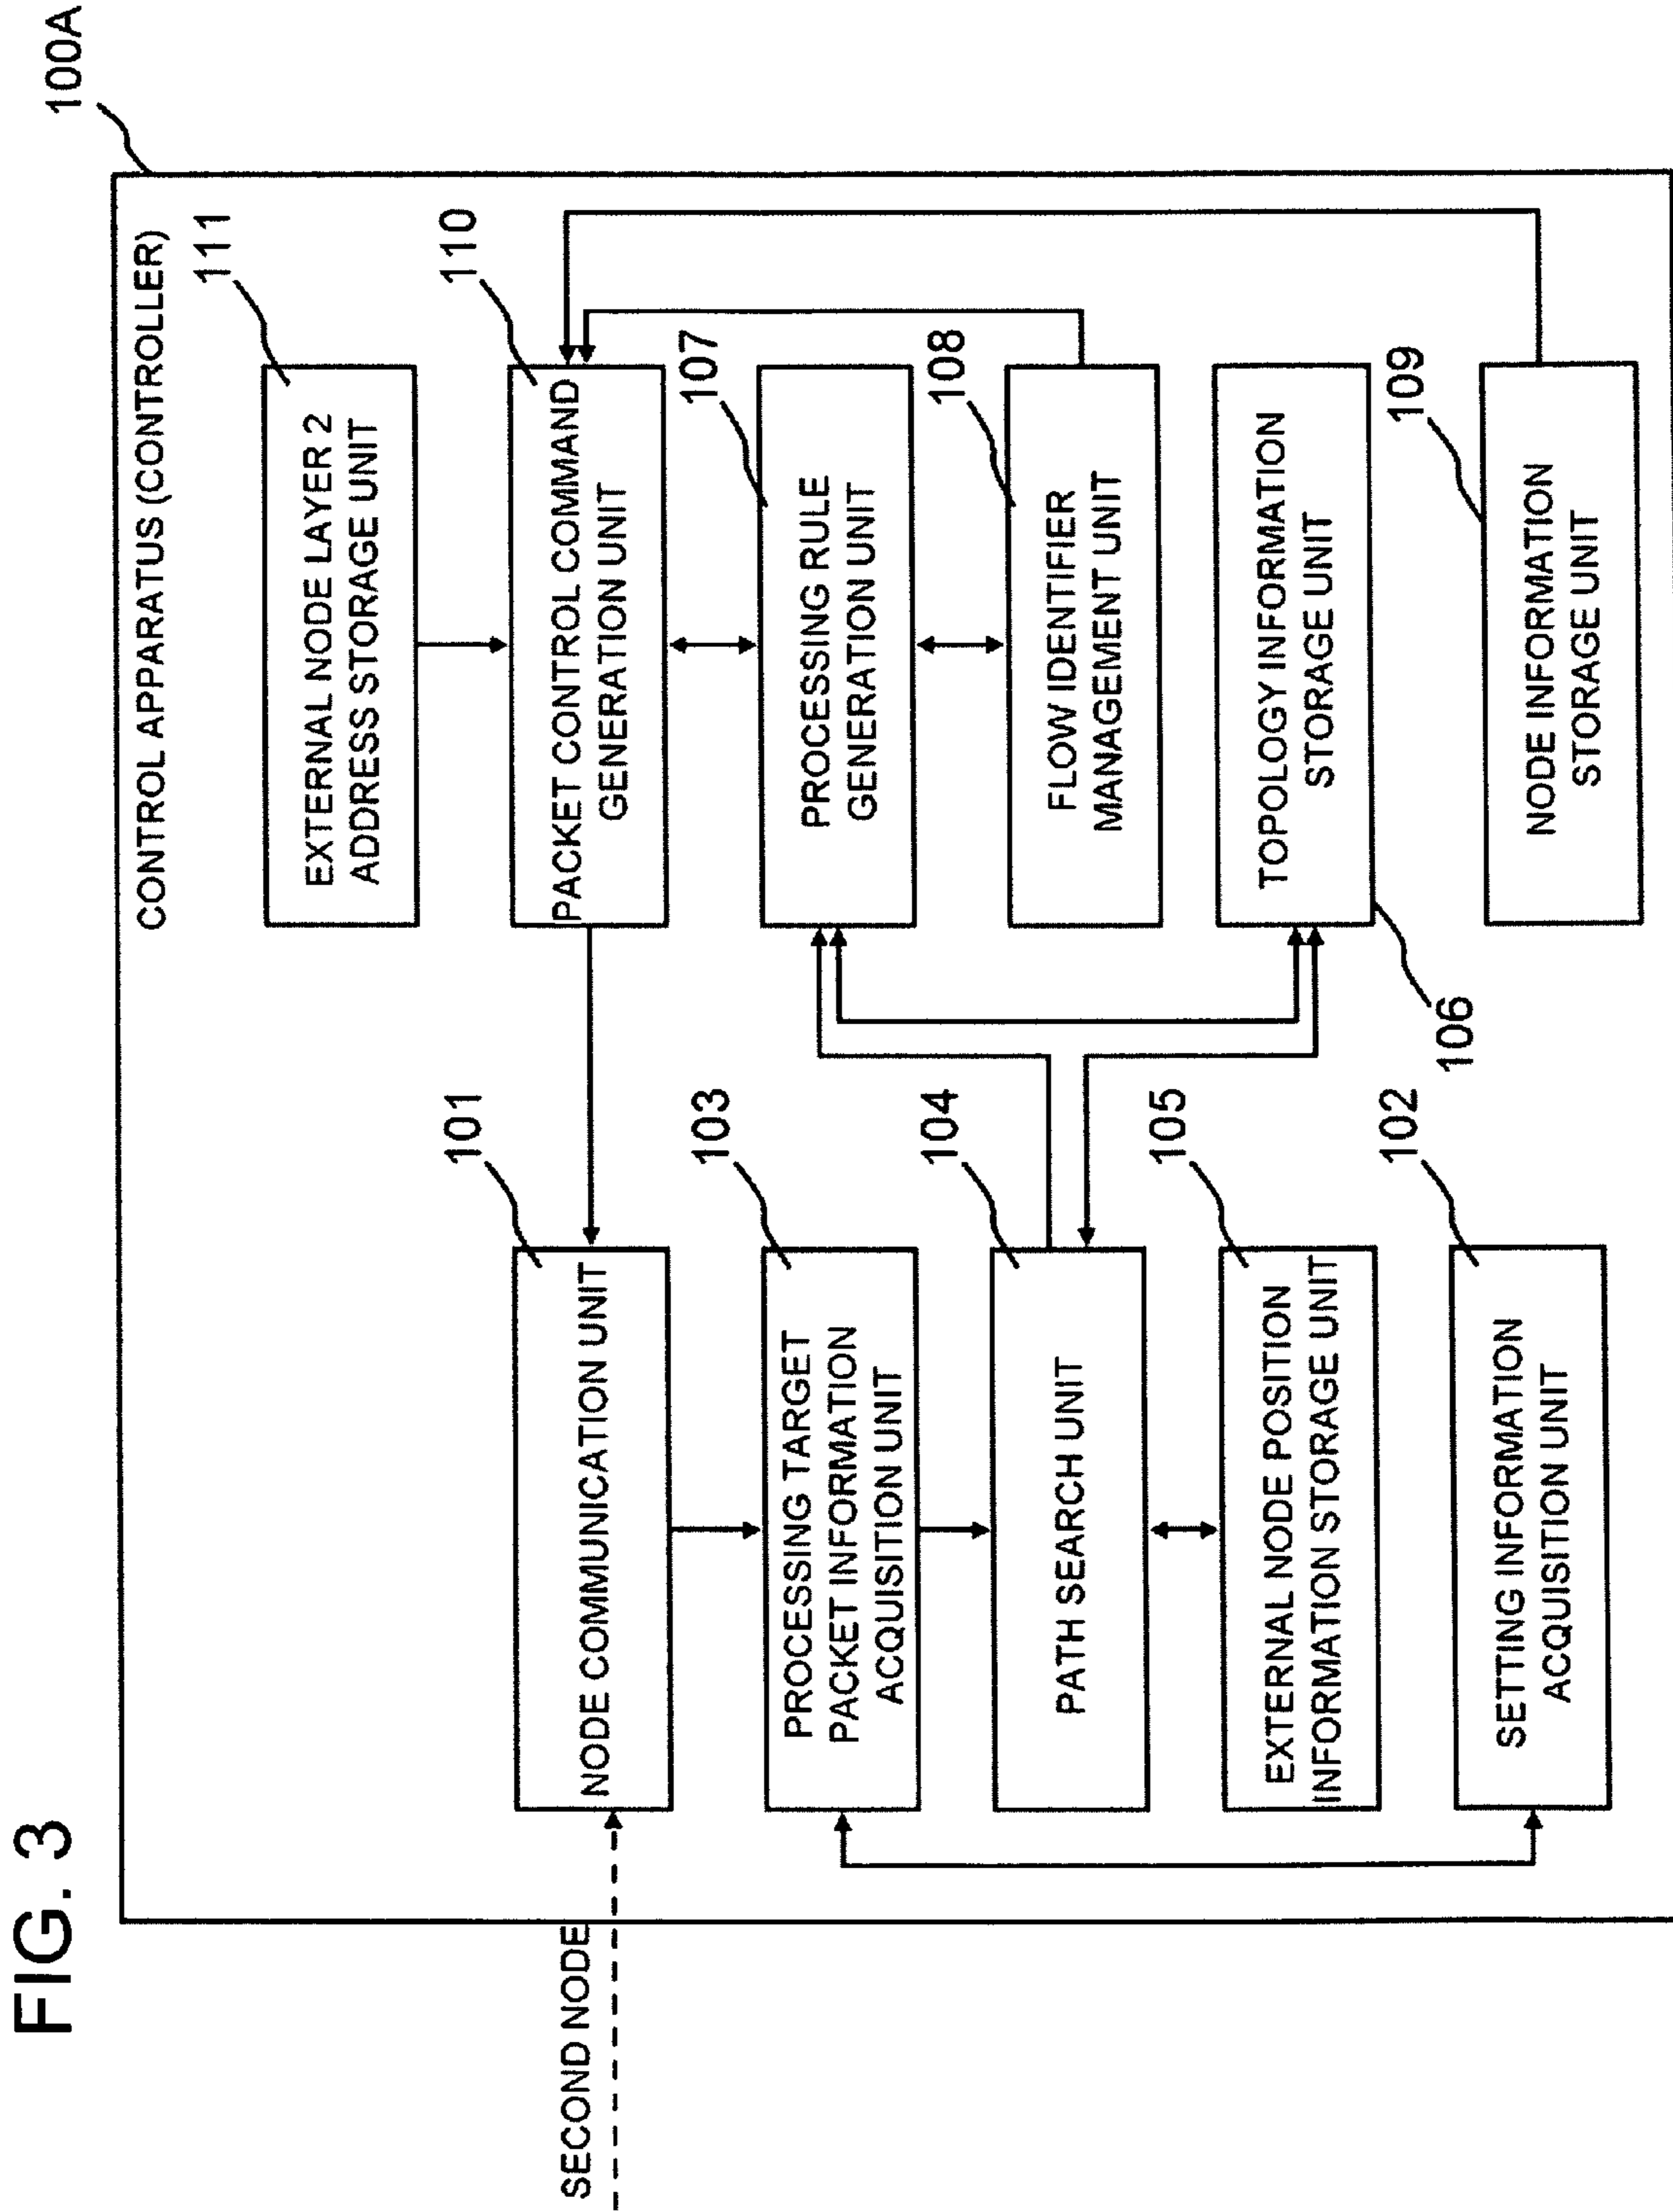 FIG. 3
100A
CONTROL APPARATUS (CONTROLLER)
SECOND NODE
101
NODE COMMUNICATION UNIT
103
PROCESSING TARGET
PACKET INFORMATION
ACQUISITION UNIT
104
PATH SEARCH UNIT
105
EXTERNAL NODE POSITION
INFORMATION STORAGE UNIT
102
SETTING INFORMATION
ACQUISITION UNIT
111
EXTERNAL NODE LAYER 2
ADDRESS STORAGE UNIT
110
PACKET CONTROL COMMAND
GENERATION UNIT
107
PROCESSING RULE
GENERATION UNIT
108
FLOW IDENTIFIER
MANAGEMENT UNIT
TOPOLOGY INFORMATION
STORAGE UNIT
106
109
NODE INFORMATION
STORAGE UNIT